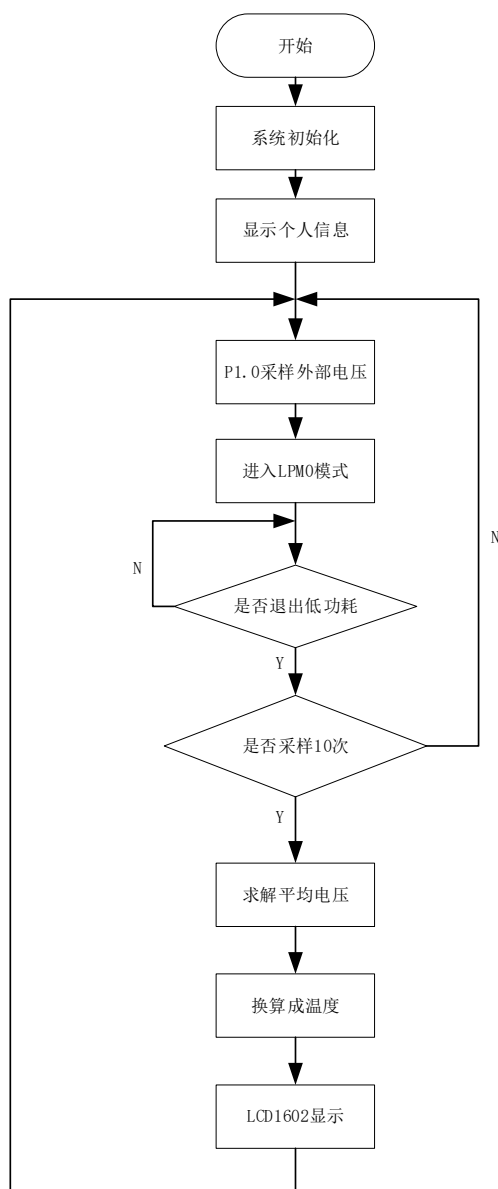 开始
系统初始化
显示个人信息
P1.0采样外部电压
进入LPM0模式
N
N
是否退出低功耗
Y
是否采样10次
Y
求解平均电压
换算成温度
LCD1602显示